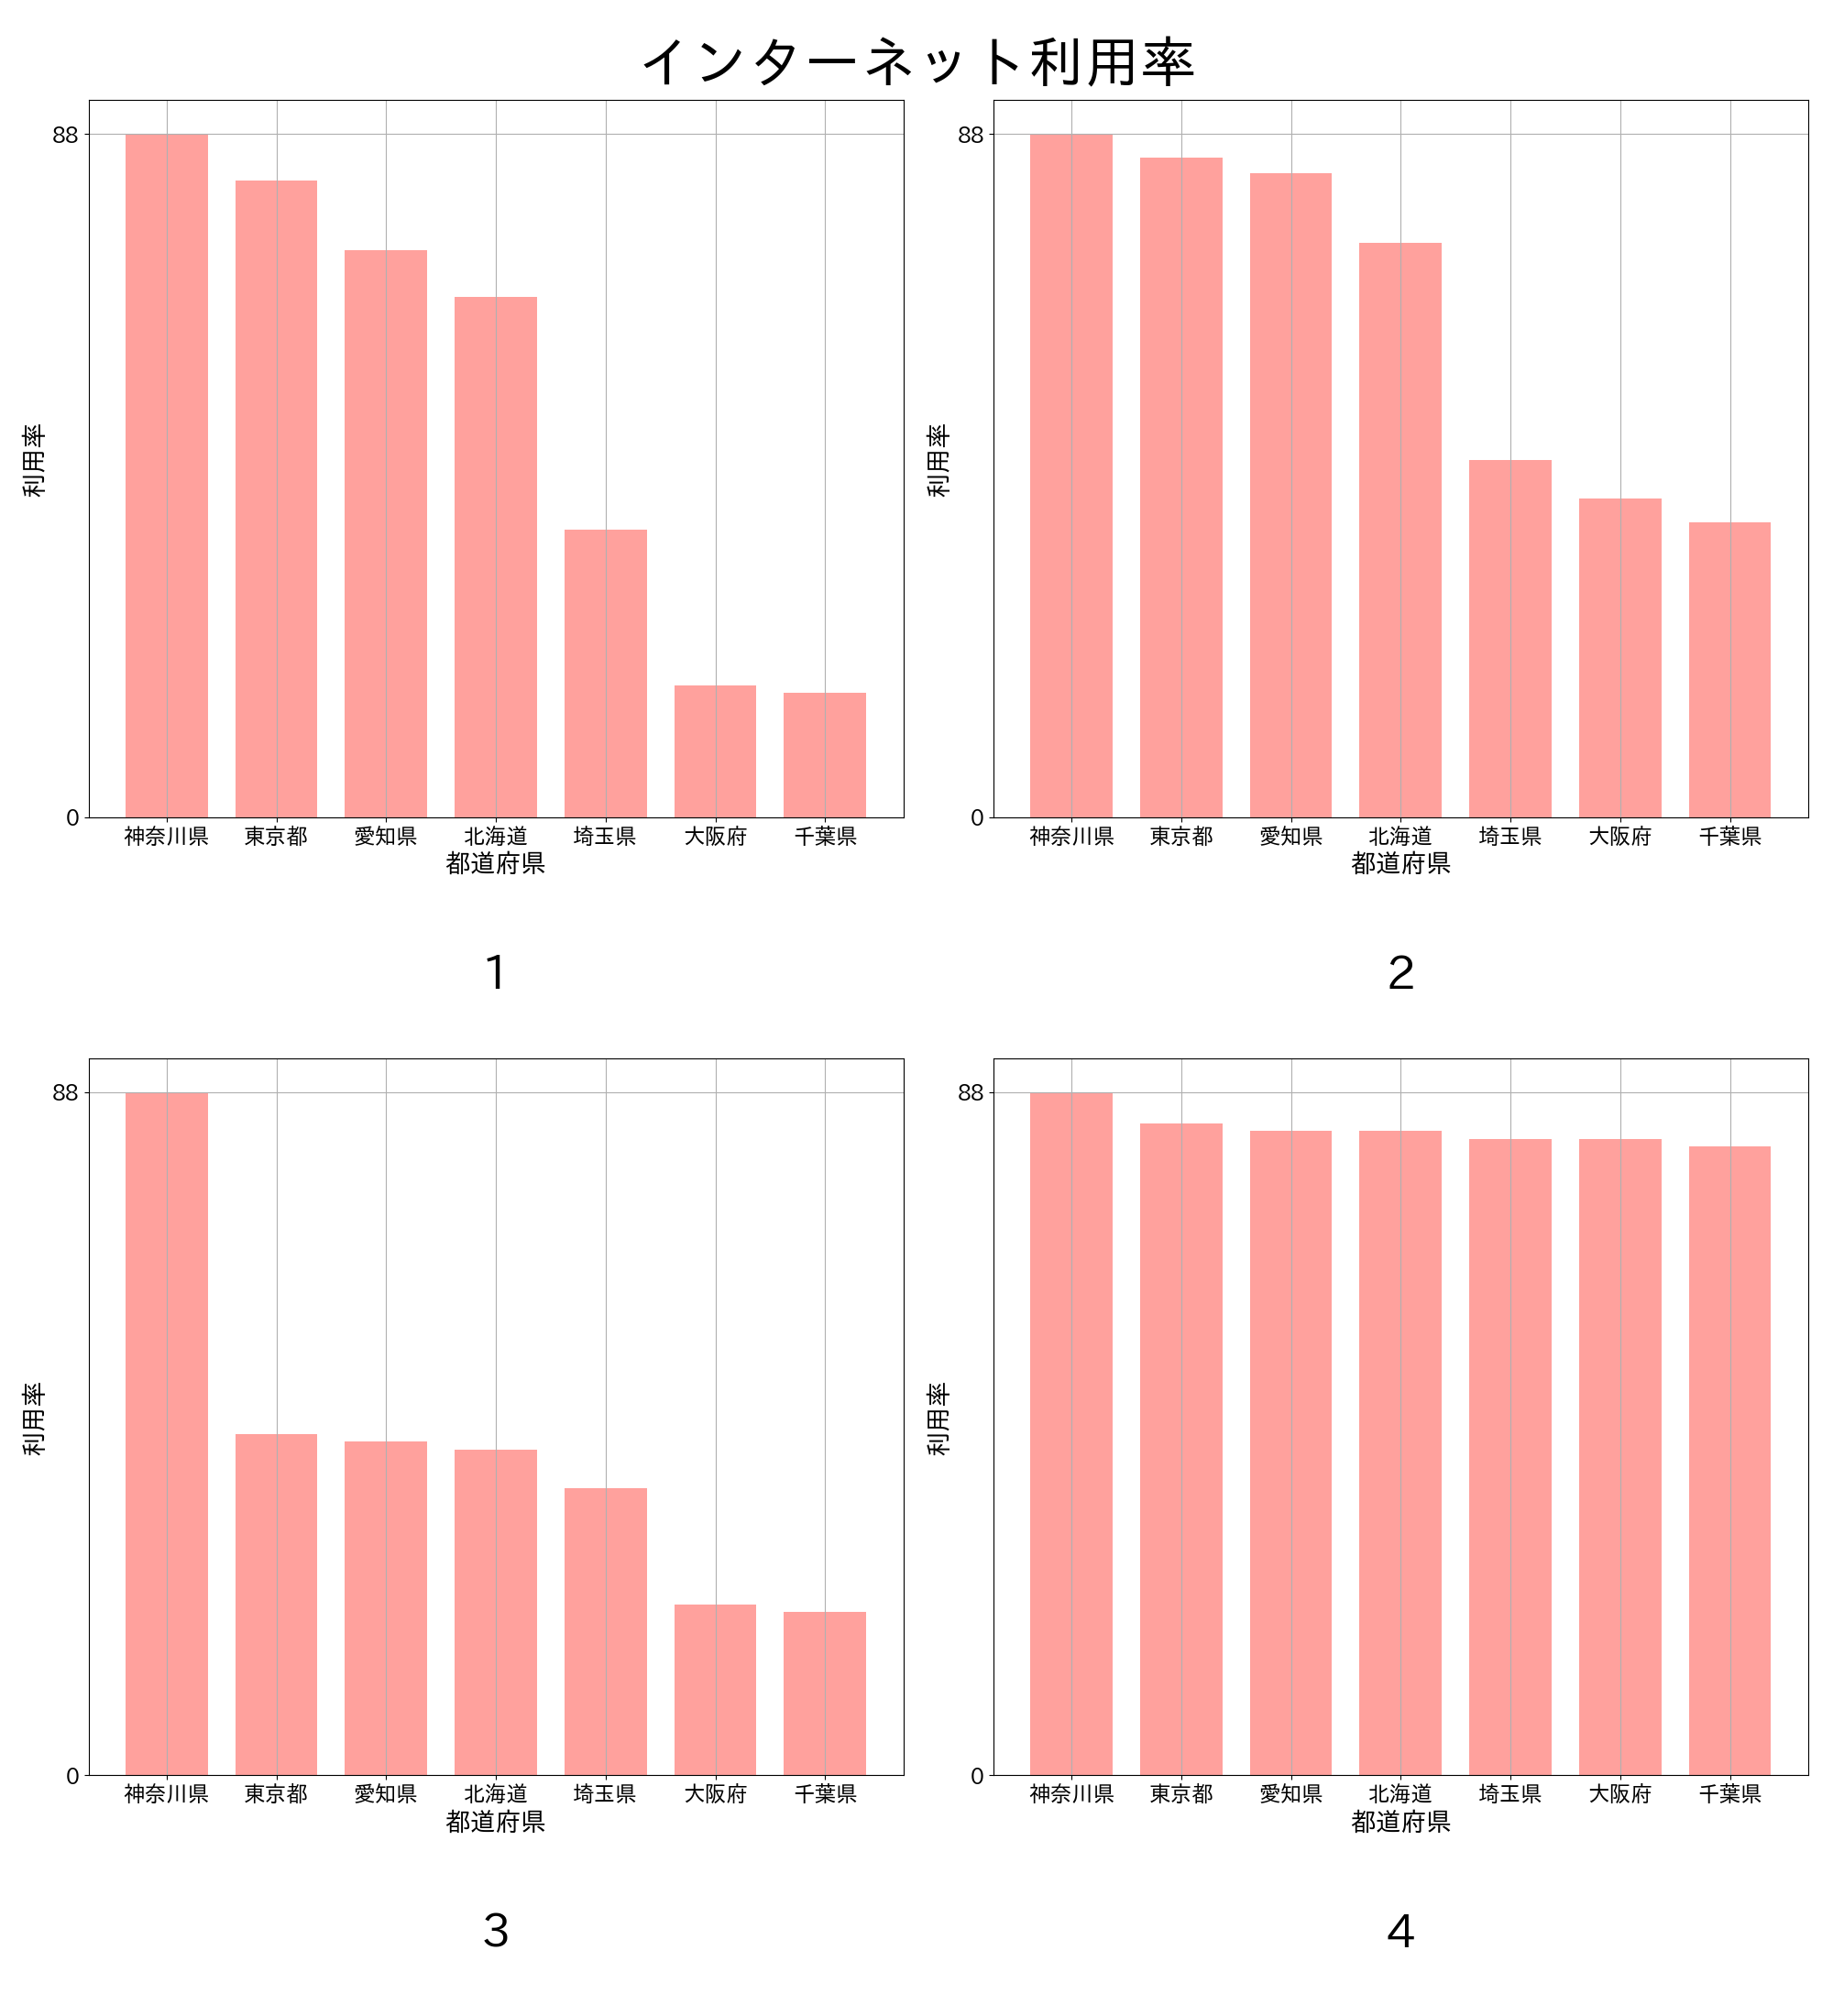 インターネット利用率
88
0
利用率
神奈川県 東京都 愛知県 北海道 埼玉県 大阪府 千葉県
都道府県
1
88
0
利用率
神奈川県 東京都 愛知県 北海道 埼玉県 大阪府 千葉県
都道府県
2
88
0
利用率
神奈川県 東京都 愛知県 北海道 埼玉県 大阪府 千葉県
都道府県
3
88
0
利用率
神奈川県 東京都 愛知県 北海道 埼玉県 大阪府 千葉県
都道府県
4